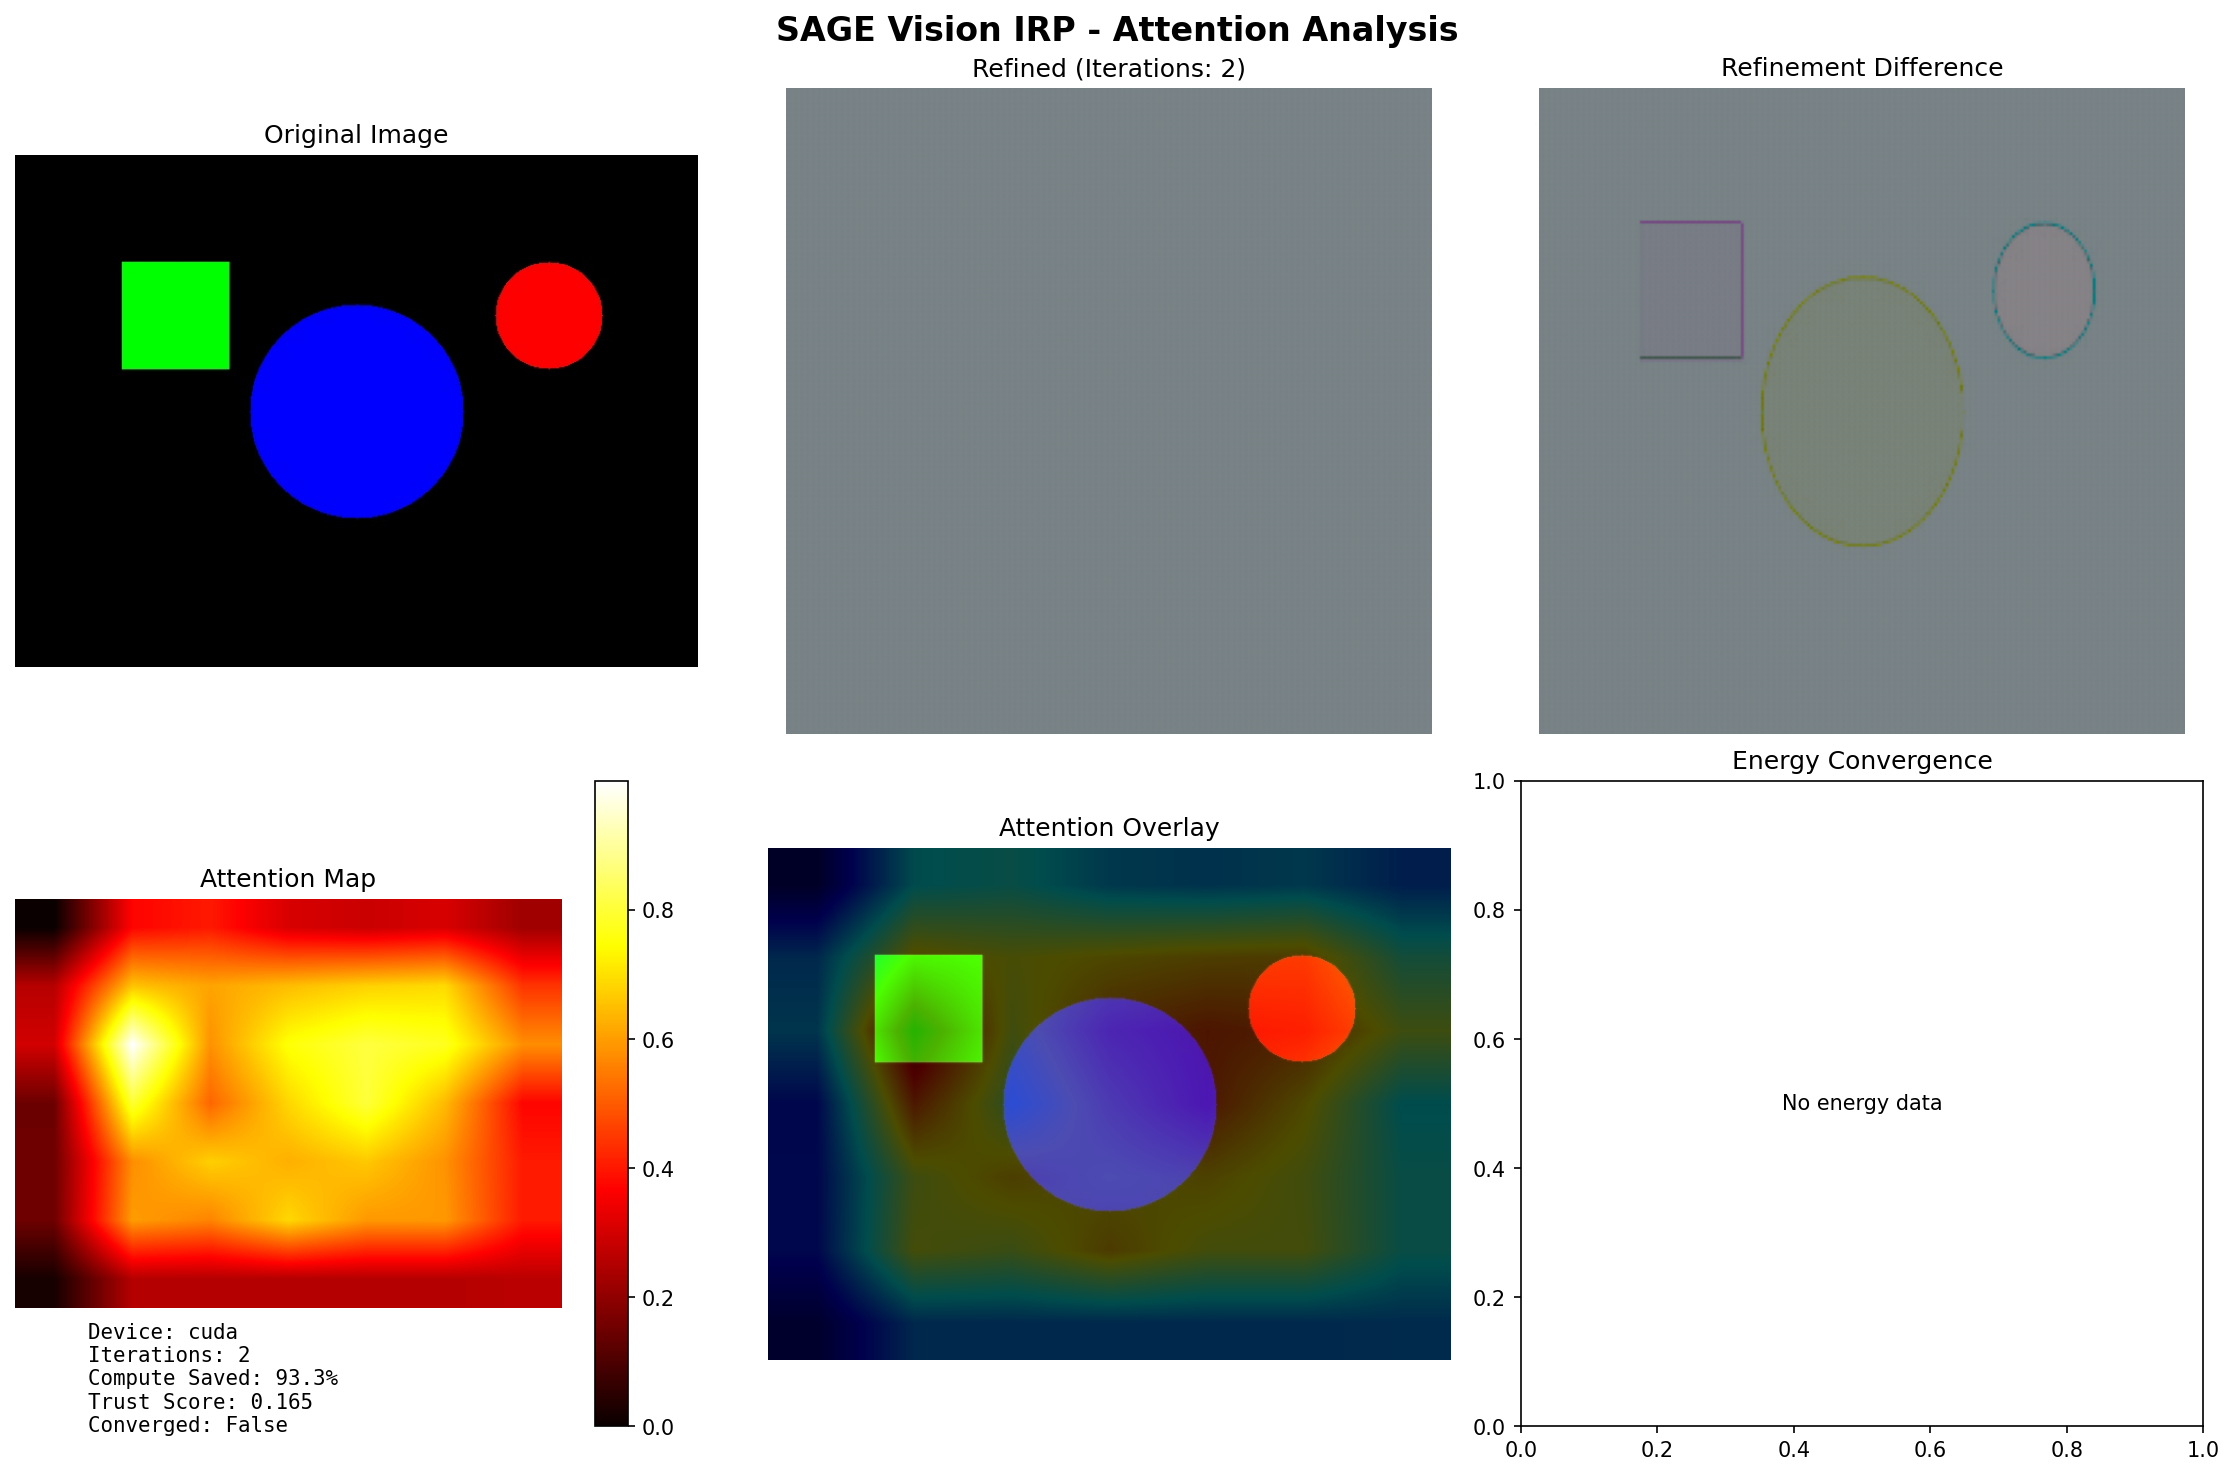 SAGE Vision IRP - Attention Analysis
Original Image
Refined (Iterations: 2)
Refinement Difference
Attention Map
0.8
0.6
0.4
0.2
0.0
Device: cuda
Iterations: 2
Compute Saved: 93.3%
Trust Score: 0.165
Converged: False
Attention Overlay
Energy Convergence
1.0
0.8
0.6
0.4
0.2
0.0
No energy data
0.0 0.2 0.4 0.6 0.8 1.0